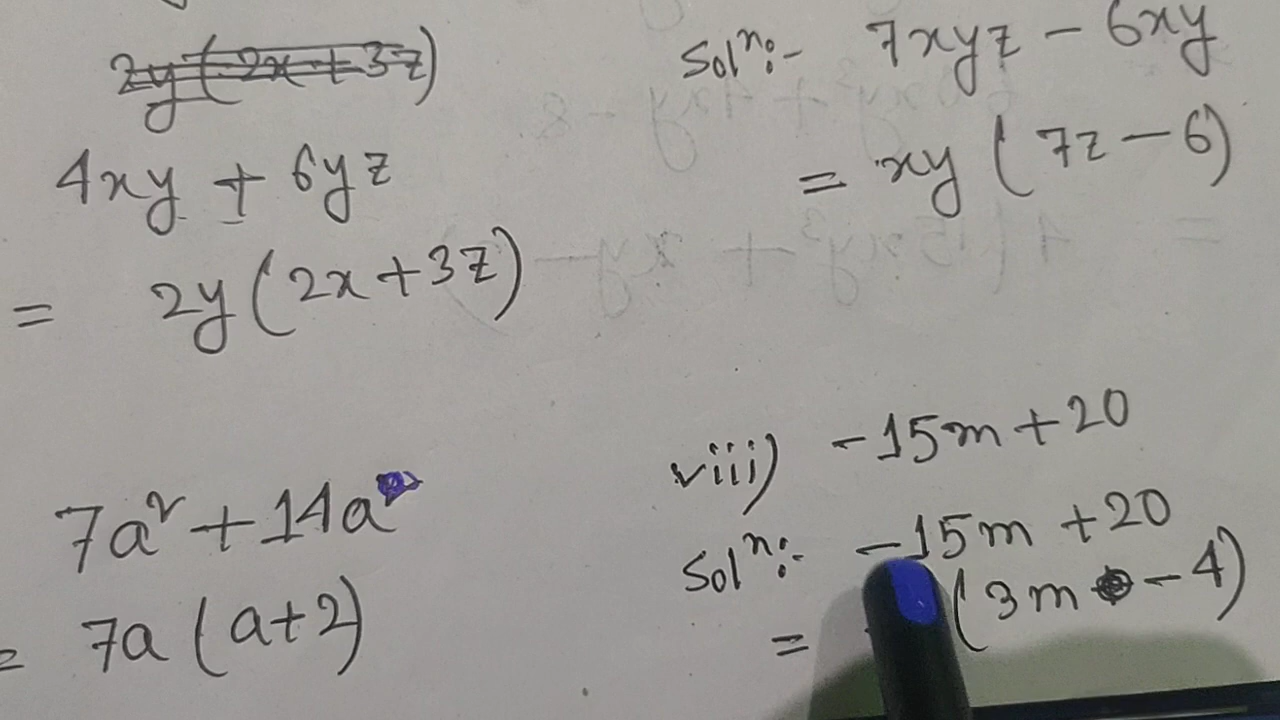 2y(2x+3z)
4xy + 6yz
= 2y(2x+3z)
7a² + 14a
= 7a(a+2)
Solⁿ:- 7xyz - 6xy
= xy(7z-6)
viii) -15m+20
Solⁿ:- -15m +20
= (3m - 4)